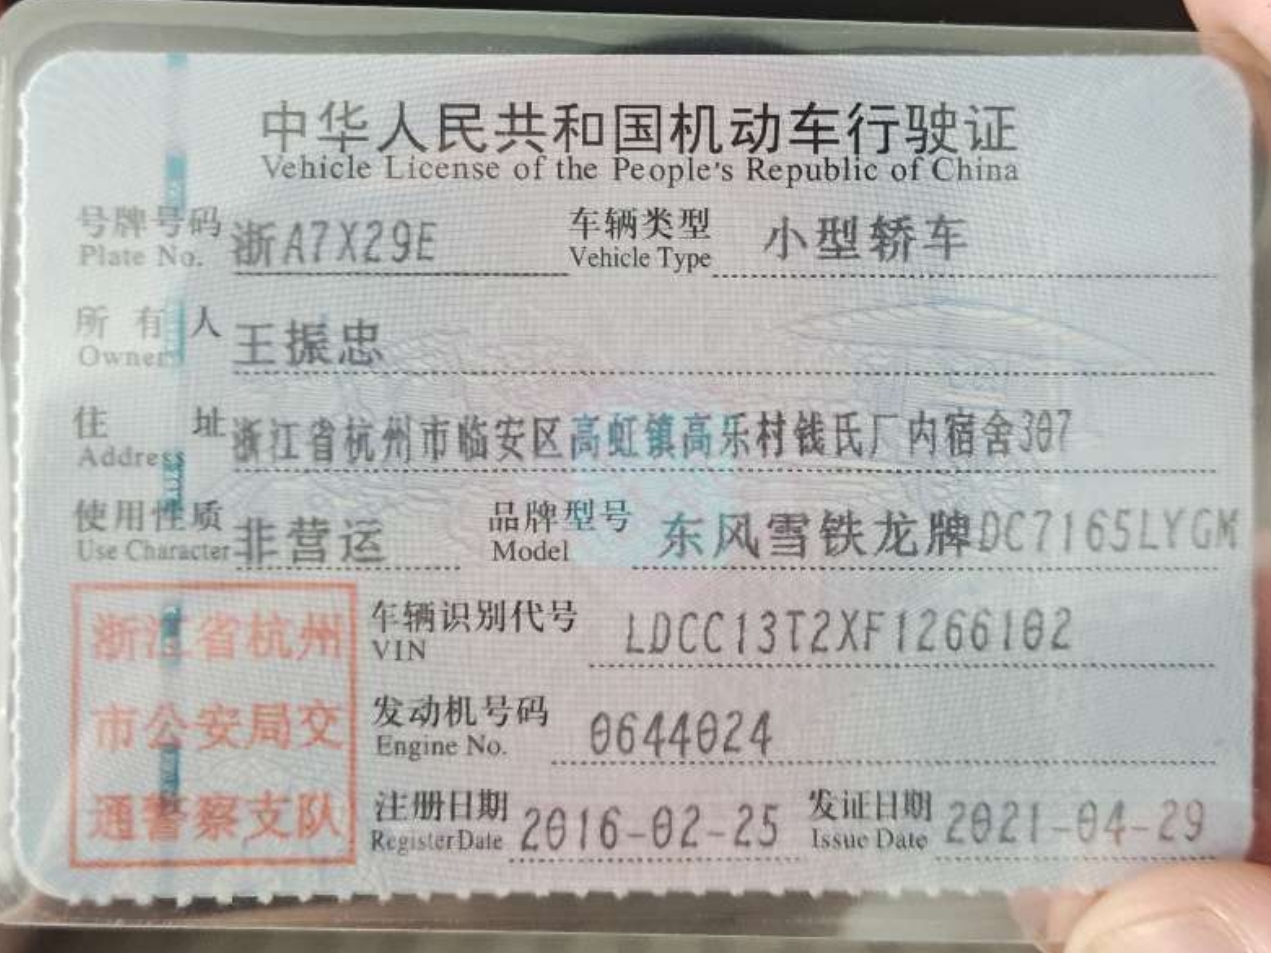 中华人民共和国机动车行驶证
Vehicle License of the People's Republic of China
号牌号码 浙A7X29E 车辆类型 小型轿车
Plate No. Vehicle Type
所有人 王振忠
Owner
住址 浙江省杭州市临安区高虹镇高乐村钱氏厂内宿舍307
Address
使用性质 非营运 品牌型号 东风雪铁龙牌DC7165LYGM
Use Character Model
浙江省杭州
市公安局交
通警察支队
车辆识别代号 LDCC13T2XF1266102
VIN
发动机号码 0644024
Engine No.
注册日期 2016-02-25 发证日期 2021-04-29
Register Date Issue Date